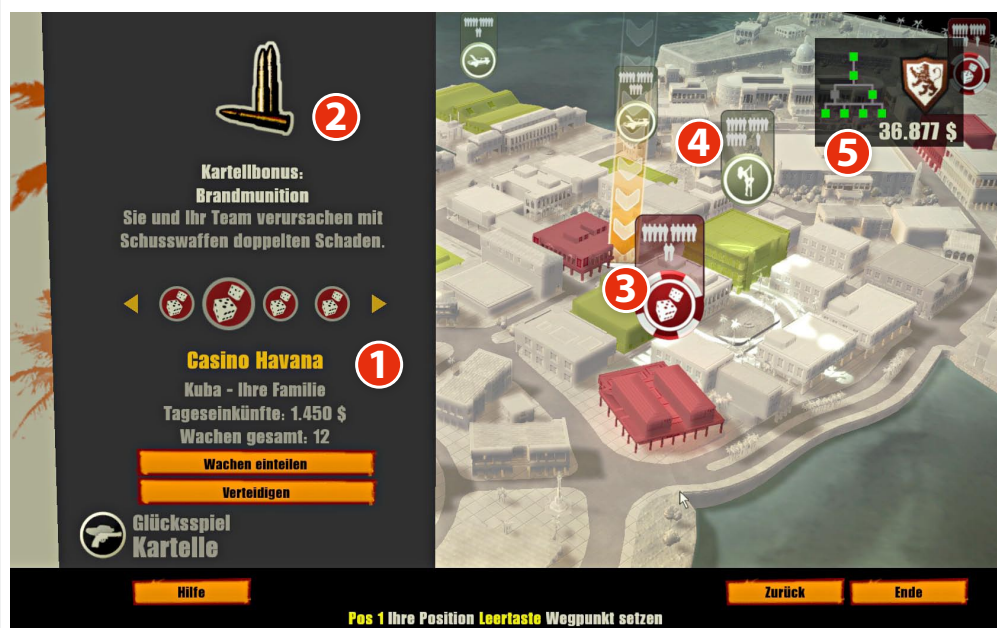 2
Kartellbonus:
Brandmunition
Sie und Ihr Team verursachen mit
Schusswaffen doppelten Schaden.
Casino Havana
1
Kuba - Ihre Familie
Tageseinkünfte: 1.450 $
Wachen gesamt: 12
Wachen einteilen
Verteidigen
Glücksspiel
Kartelle
4
3
5
36.877 $
Hilfe
Zurück
Ende
Pos 1 Ihre Position Leertaste Wegpunkt setzen